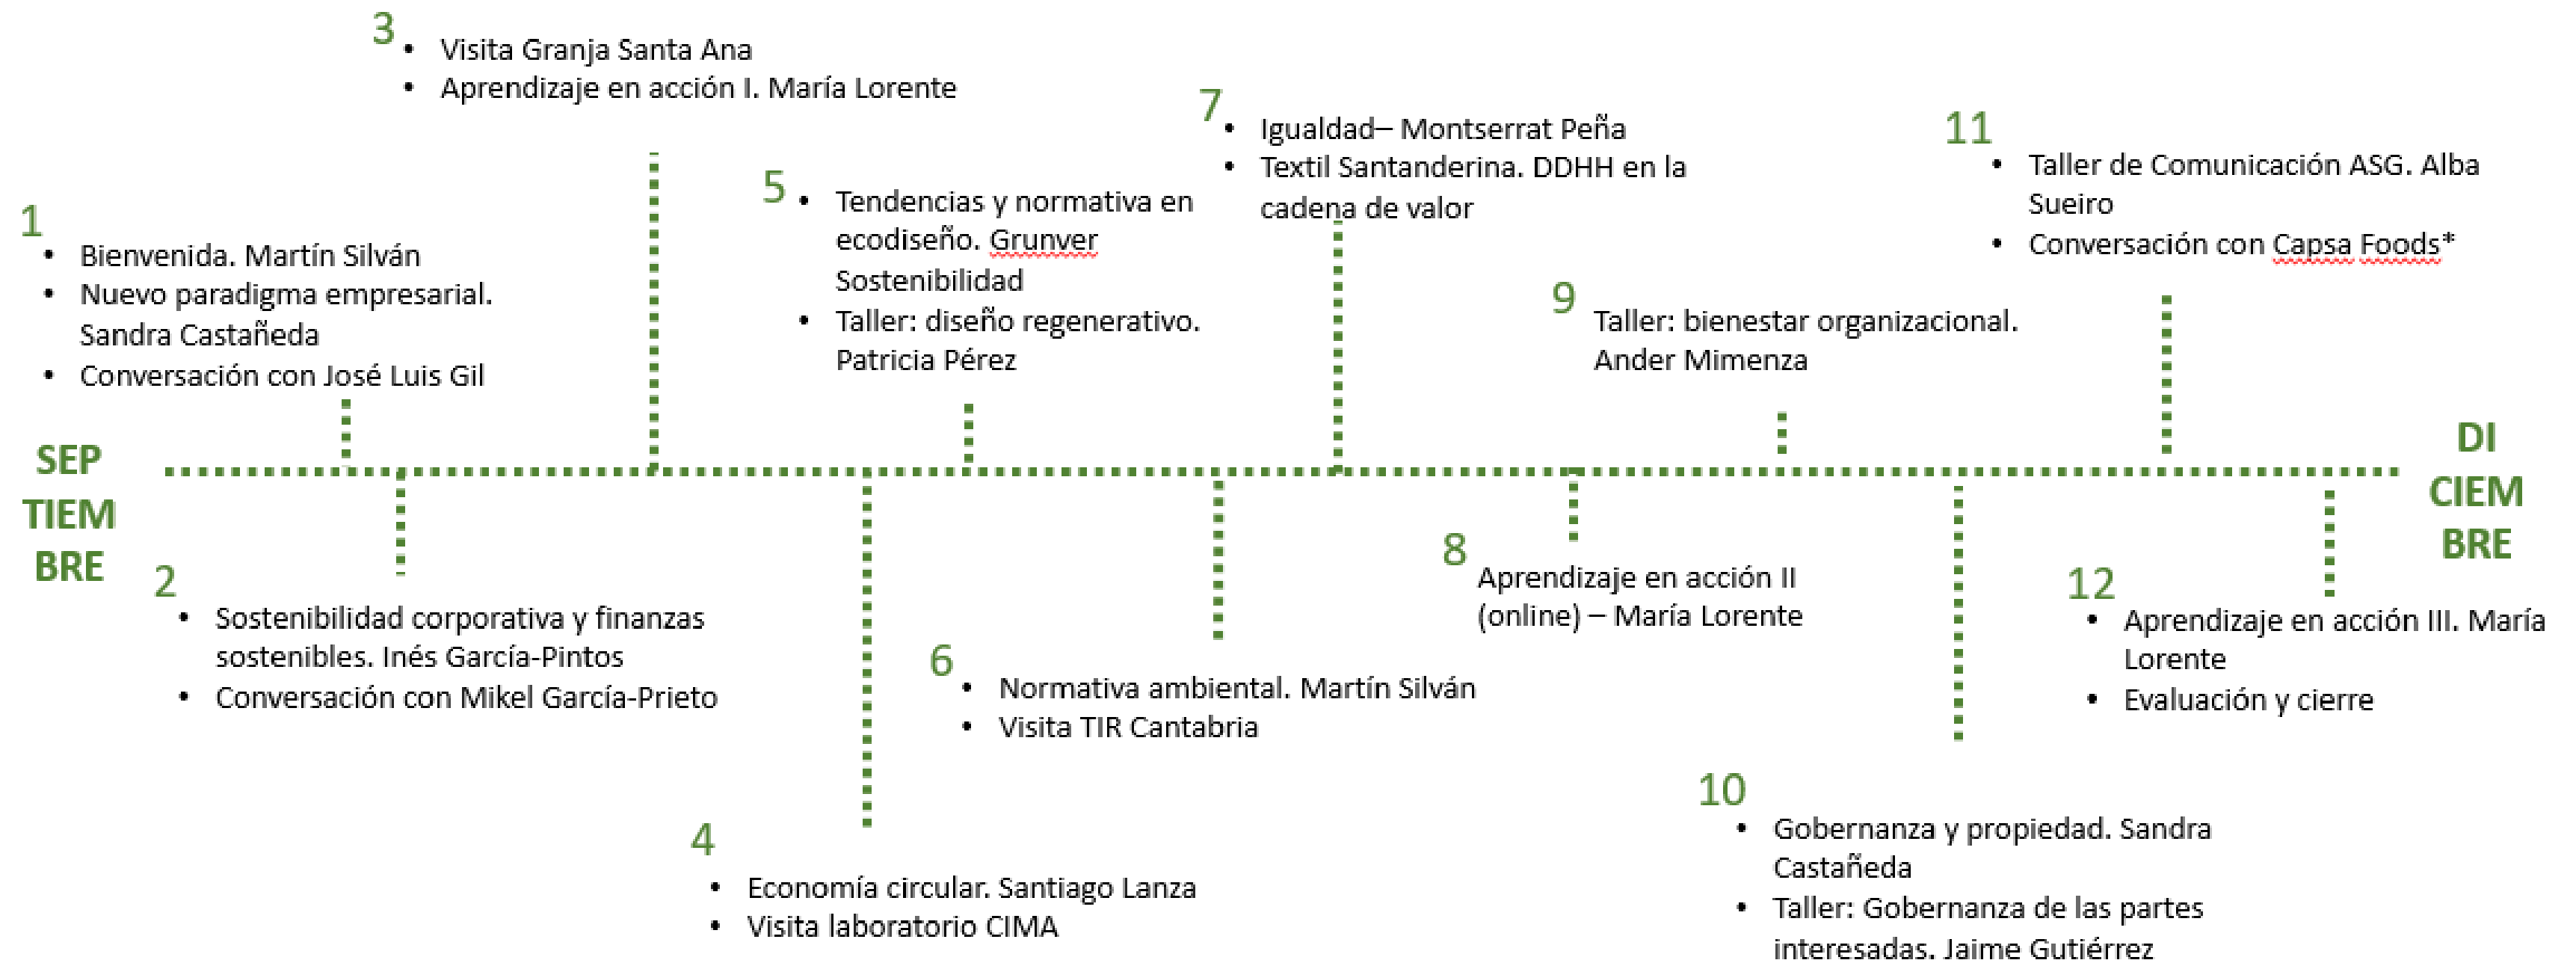 SEP
TIEM
BRE
1
• Bienvenida. Martín Silván
• Nuevo paradigma empresarial.
Sandra Castañeda
• Conversación con José Luis Gil
2
• Sostenibilidad corporativa y finanzas
sostenibles. Inés García-Pintos
• Conversación con Mikel García-Prieto
3
• Visita Granja Santa Ana
• Aprendizaje en acción I. María Lorente
4
• Economía circular. Santiago Lanza
• Visita laboratorio CIMA
5
• Tendencias y normativa en
ecodiseño. Grunver
Sostenibilidad
• Taller: diseño regenerativo.
Patricia Pérez
6
• Normativa ambiental. Martín Silván
• Visita TIR Cantabria
7
• Igualdad– Montserrat Peña
• Textil Santanderina. DDHH en la
cadena de valor
8
Aprendizaje en acción II
(online) – María Lorente
9
Taller: bienestar organizacional.
Ander Mimenza
10
• Gobernanza y propiedad. Sandra
Castañeda
• Taller: Gobernanza de las partes
interesadas. Jaime Gutiérrez
11
• Taller de Comunicación ASG. Alba
Sueiro
• Conversación con Capsa Foods*
12
• Aprendizaje en acción III. María
Lorente
• Evaluación y cierre
DI
CIEM
BRE